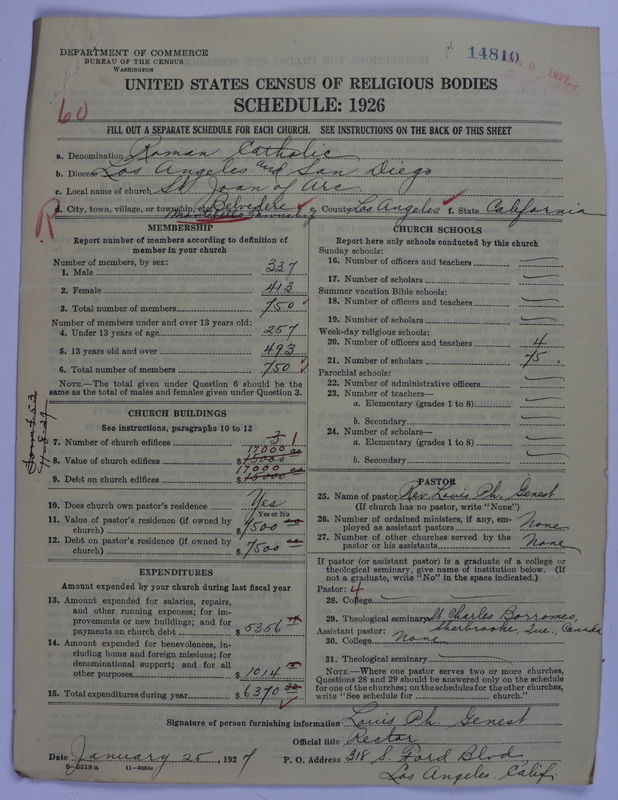 DEPARTMENT OF COMMERCE
BUREAU OF THE CENSUS
WASHINGTON
14810
UNITED STATES CENSUS OF RELIGIOUS BODIES
SCHEDULE: 1926
60
FILL OUT A SEPARATE SCHEDULE FOR EACH CHURCH. SEE INSTRUCTIONS ON THE BACK OF THIS SHEET
a. Denomination Roman Catholic
b. Diocese Los Angeles and San Diego
c. Local name of church St. Joan of Arc
d. City, town, village, or township, etc. Belvedere e. County Los Angeles f. State California
Township
R
MEMBERSHIP
Report number of members according to definition of member in your church
Number of members, by sex:
1. Male 337
2. Female 413
3. Total number of members 750
Number of members under and over 13 years old:
4. Under 13 years of age 257
5. 13 years old and over 493
6. Total number of members 750
NOTE.—The total given under Question 6 should be the same as the total of males and females given under Question 3.
CHURCH BUILDINGS
See instructions, paragraphs 10 to 12
7. Number of church edifices 3 1
17000
8. Value of church edifices $ 15000
17000
9. Debt on church edifices $ 15000
10. Does church own pastor's residence? Yes
Yes or No
11. Value of pastor's residence (if owned by church) $ 7500
12. Debt on pastor's residence (if owned by church) $ 7500
EXPENDITURES
Amount expended by your church during last fiscal year
13. Amount expended for salaries, repairs, and other running expenses; for improvements or new buildings; and for payments on church debt $ 5356
14. Amount expended for benevolences, including home and foreign missions; for denominational support; and for all other purposes $ 1014
15. Total expenditures during year $ 6370
CHURCH SCHOOLS
Report here only schools conducted by this church
Sunday schools:
16. Number of officers and teachers
17. Number of scholars
Summer vacation Bible schools:
18. Number of officers and teachers
19. Number of scholars
Week-day religious schools:
20. Number of officers and teachers 4
21. Number of scholars 75
Parochial schools:
22. Number of administrative officers
23. Number of teachers—
a. Elementary (grades 1 to 8)
b. Secondary
24. Number of scholars—
a. Elementary (grades 1 to 8)
b. Secondary
PASTOR
25. Name of pastor Rev. Louis Ph. Genest
(If church has no pastor, write "None")
26. Number of ordained ministers, if any, employed as assistant pastors None
27. Number of other churches served by the pastor or his assistants None
If pastor (or assistant pastor) is a graduate of a college or theological seminary, give name of institution below. (If not a graduate, write "No" in the space indicated.)
Pastor: 4
28. College
29. Theological seminary St Charles Borromeo,
Sherbrooke, Que., Canada
Assistant pastor:
30. College None
31. Theological seminary
NOTE.—Where one pastor serves two or more churches, Questions 28 and 29 should be answered only on the schedule for one of the churches; on the schedules for the other churches, write "See schedule for church."
Signature of person furnishing information Louis Ph. Genest
Official title Rector
Date January 25, 1927 P. O. Address 318 S. Ford Blvd,
Los Angeles. Calif.
11—9554a